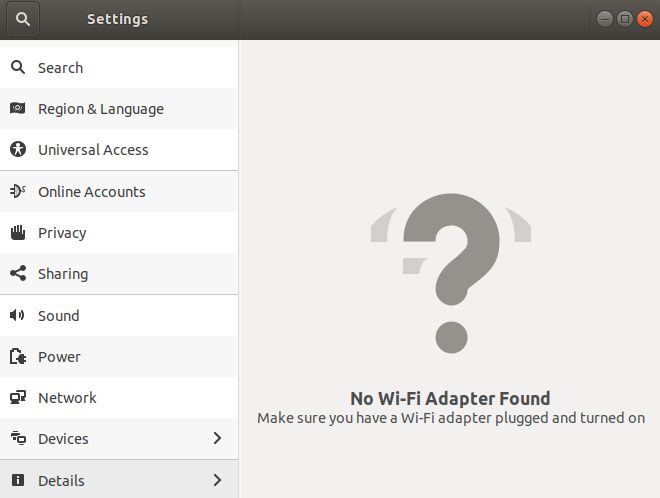 Settings
Search
Region & Language
Universal Access
Online Accounts
Privacy
Sharing
Sound
Power
Network
Devices
Details
No Wi-Fi Adapter Found
Make sure you have a Wi-Fi adapter plugged and turned on